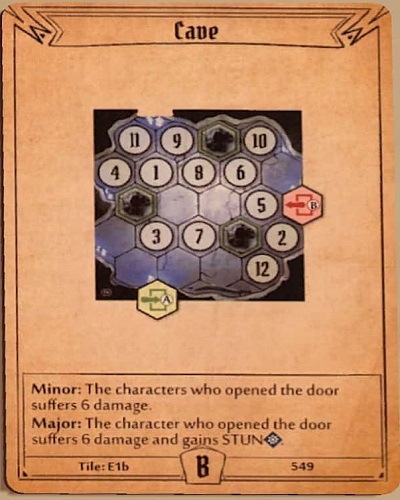 Cave
11 9 10
4 1 8 6
5 B
3 7 2
12
A
Minor: The characters who opened the door
suffers 6 damage.
Major: The character who opened the door
suffers 6 damage and gains STUN.
Tile: E1b B 549